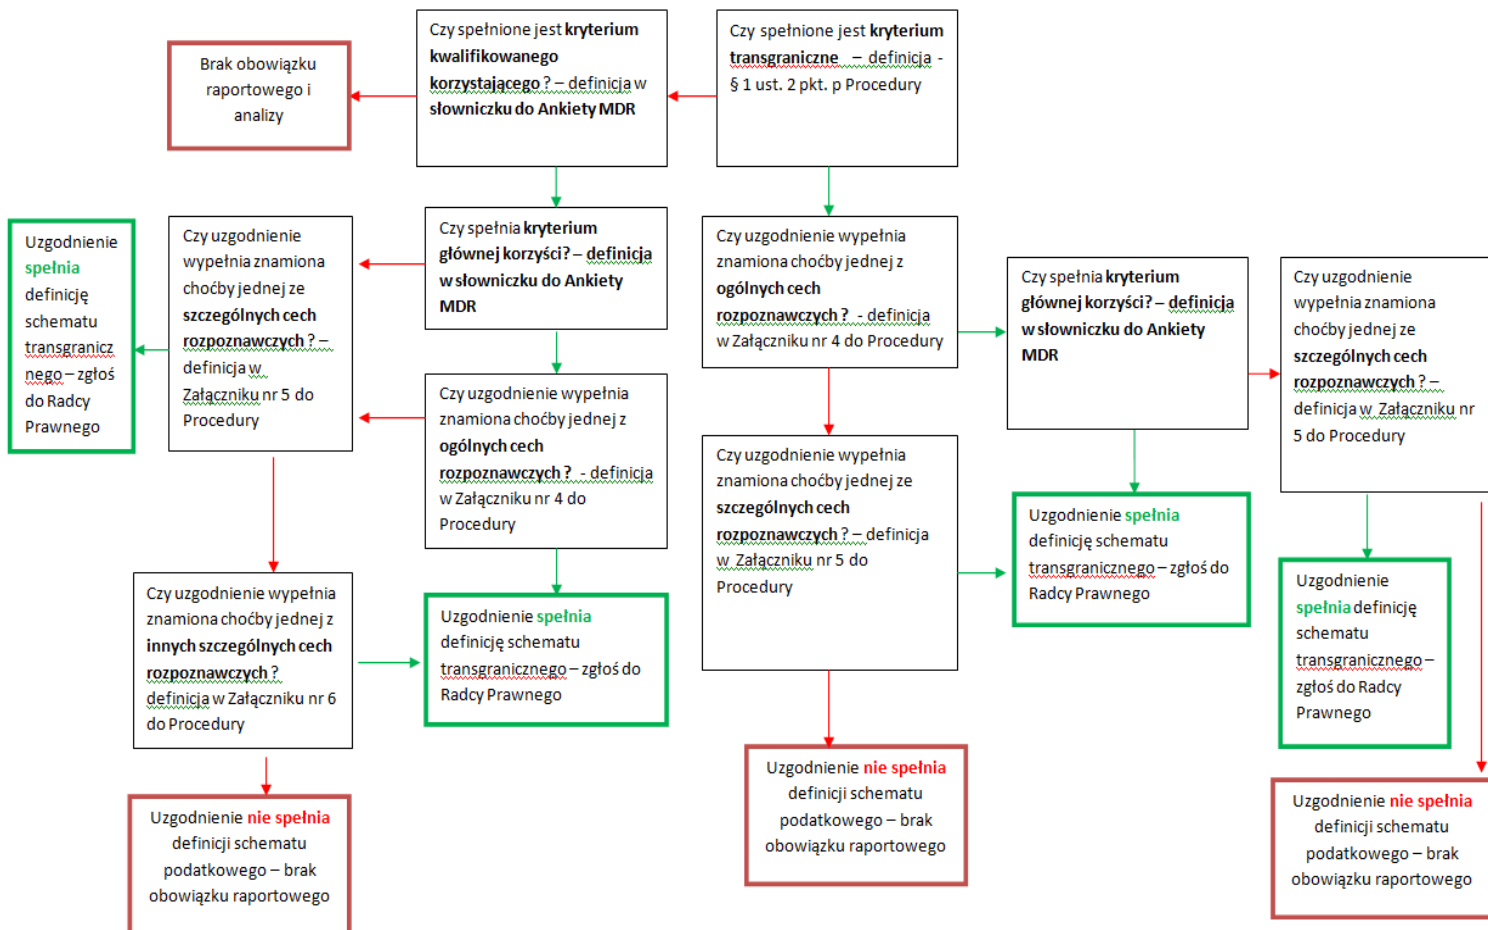 Czy spełnione jest kryterium
kwalifikowanego
korzystającego ? – definicja w
słowniczku do Ankiety MDR
Czy spełnione jest kryterium
transgraniczne – definicja -
§ 1 ust. 2 pkt. p Procedury
Brak obowiązku
raportowego i
analizy
Uzgodnienie
spełnia
definicję
schematu
transgranicz
nego – zgłoś
do Radcy
Prawnego
Czy uzgodnienie
wypełnia znamiona
choćby jednej ze
szczególnych cech
rozpoznawczych ? –
definicja w
Załączniku nr 5 do
Procedury
Czy spełnia kryterium
głównej korzyści? – definicja
w słowniczku do Ankiety
MDR
Czy uzgodnienie wypełnia
znamiona choćby jednej z
ogólnych cech
rozpoznawczych ? - definicja
w Załączniku nr 4 do Procedury
Czy spełnia kryterium
głównej korzyści? – definicja
w słowniczku do Ankiety
MDR
Czy uzgodnienie
wypełnia znamiona
choćby jednej ze
szczególnych cech
rozpoznawczych ? –
definicja w Załączniku nr
5 do Procedury
Czy uzgodnienie wypełnia
znamiona choćby jednej z
ogólnych cech
rozpoznawczych ? - definicja
w Załączniku nr 4 do
Procedury
Czy uzgodnienie wypełnia
znamiona choćby jednej ze
szczególnych cech
rozpoznawczych ? – definicja
w Załączniku nr 5 do
Procedury
Uzgodnienie spełnia
definicję schematu
transgranicznego – zgłoś do
Radcy Prawnego
Uzgodnienie
spełnia definicję
schematu
transgranicznego –
zgłoś do Radcy
Prawnego
Czy uzgodnienie wypełnia
znamiona choćby jednej z
innych szczególnych cech
rozpoznawczych ?
definicja w Załączniku nr 6
do Procedury
Uzgodnienie spełnia
definicję schematu
transgranicznego – zgłoś do
Radcy Prawnego
Uzgodnienie nie spełnia
definicji schematu
podatkowego – brak
obowiązku raportowego
Uzgodnienie nie spełnia
definicji schematu
podatkowego – brak
obowiązku raportowego
Uzgodnienie nie spełnia
definicji schematu
podatkowego – brak
obowiązku raportowego